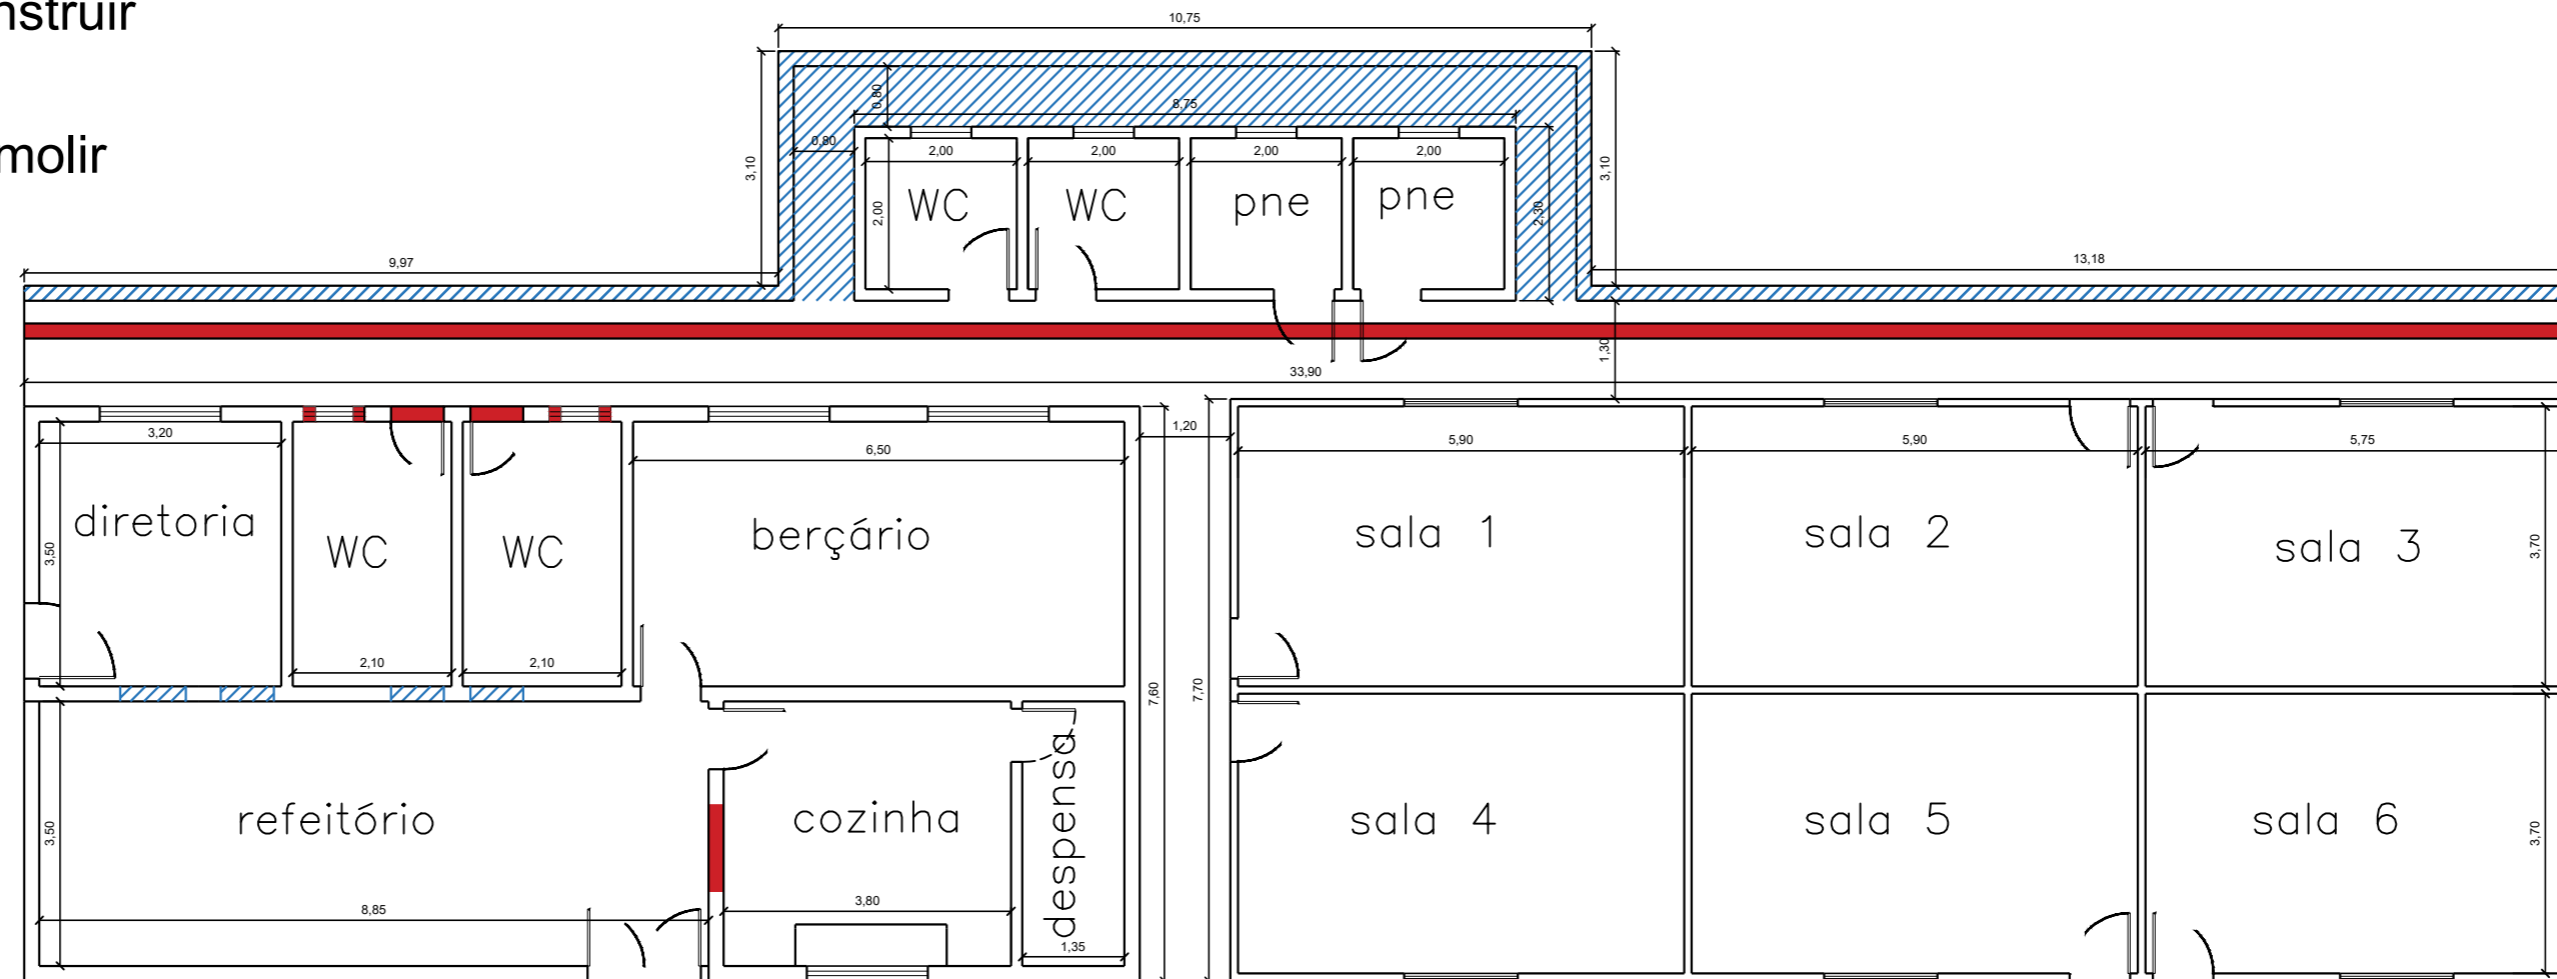 nstruir
molir
10,75
0,80
8,75
0,80
2,00
2,00
2,00
2,00
3,10
3,10
WC
WC
pne
pne
2,00
2,30
9,97
13,18
1,30
33,90
3,20
6,50
1,20
5,90
5,90
5,75
diretoria
WC
WC
berçário
sala 1
sala 2
sala 3
3,50
3,70
2,10
2,10
7,60
7,70
refeitório
cozinha
despensa
sala 4
sala 5
sala 6
3,50
3,70
8,85
3,80
1,35